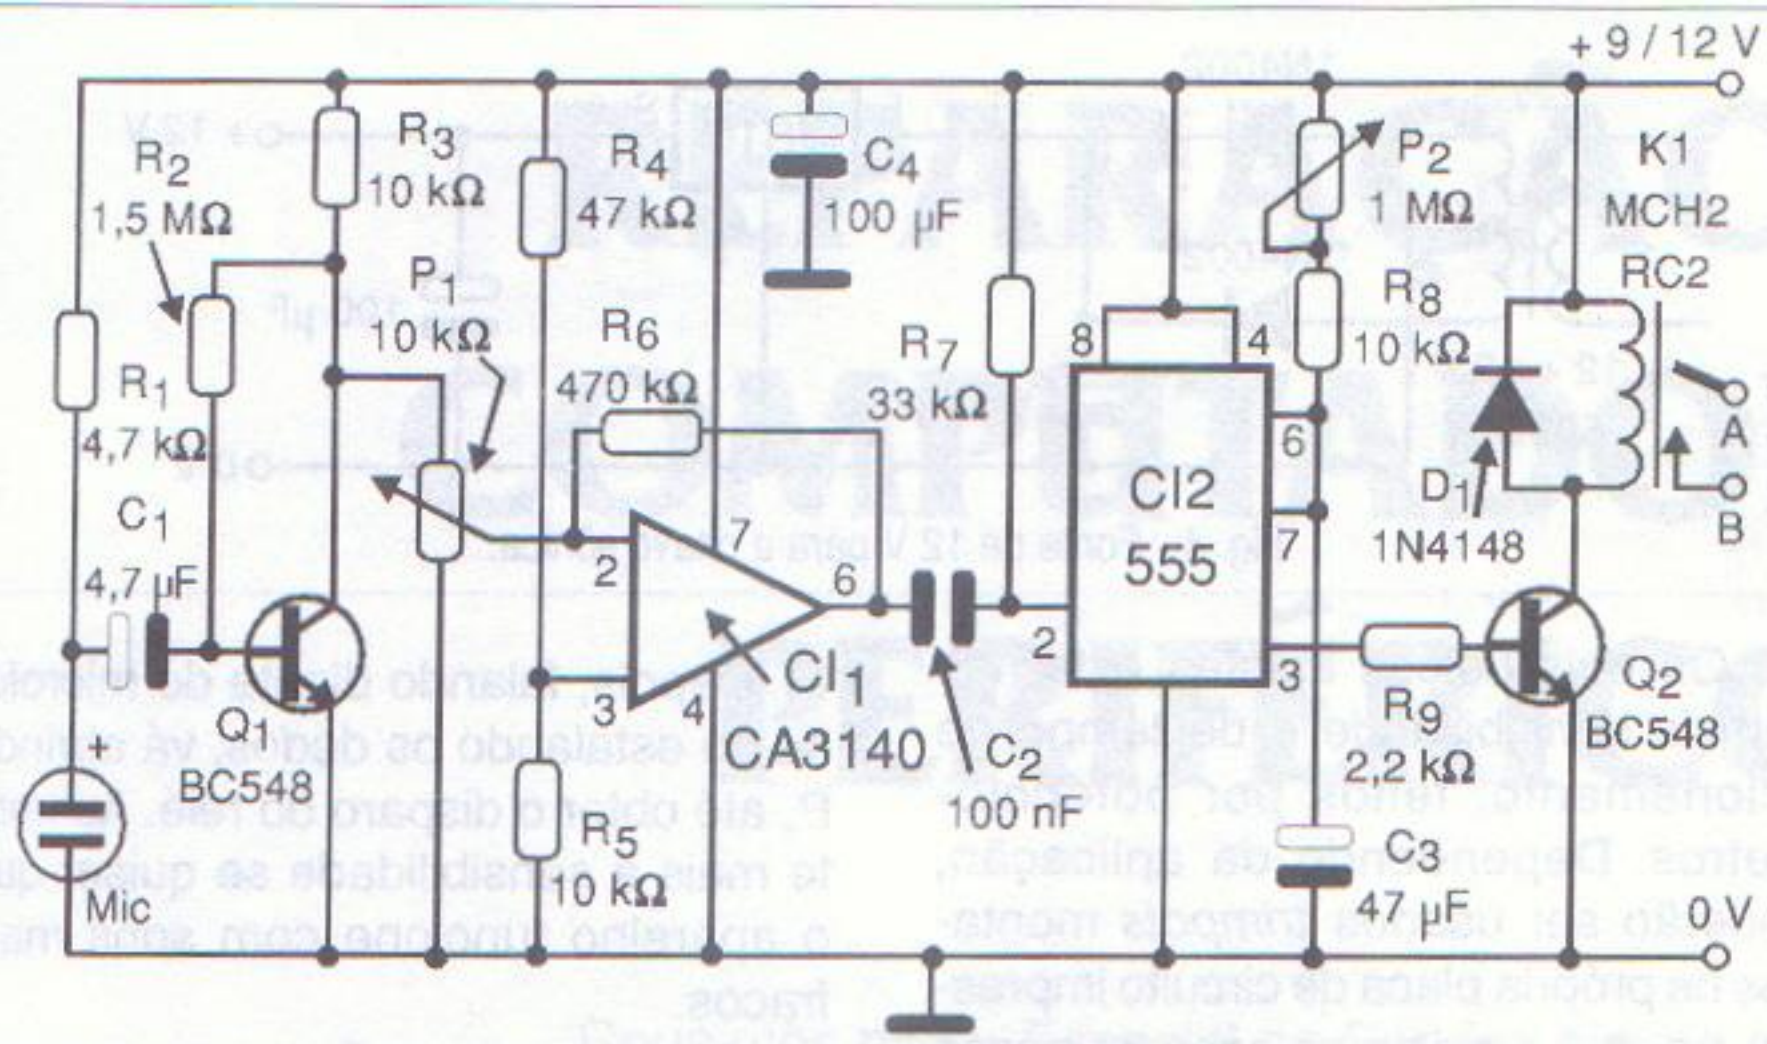 + 9 / 12 V
R3
10 kΩ
R2
1,5 MΩ
R4
47 kΩ
C4
100 µF
P2
1 MΩ
K1
MCH2
RC2
P1
10 kΩ
R6
470 kΩ
R7
33 kΩ
8
4
R8
10 kΩ
R1
4,7 kΩ
6
A
C1
4,7 µF
CI2
555
D1
1N4148
B
7
7
2
6
2
3
3
4
CI1
CA3140
Q1
BC548
C2
100 nF
R9
2,2 kΩ
Q2
BC548
+
Mic
R5
10 kΩ
C3
47 µF
0 V